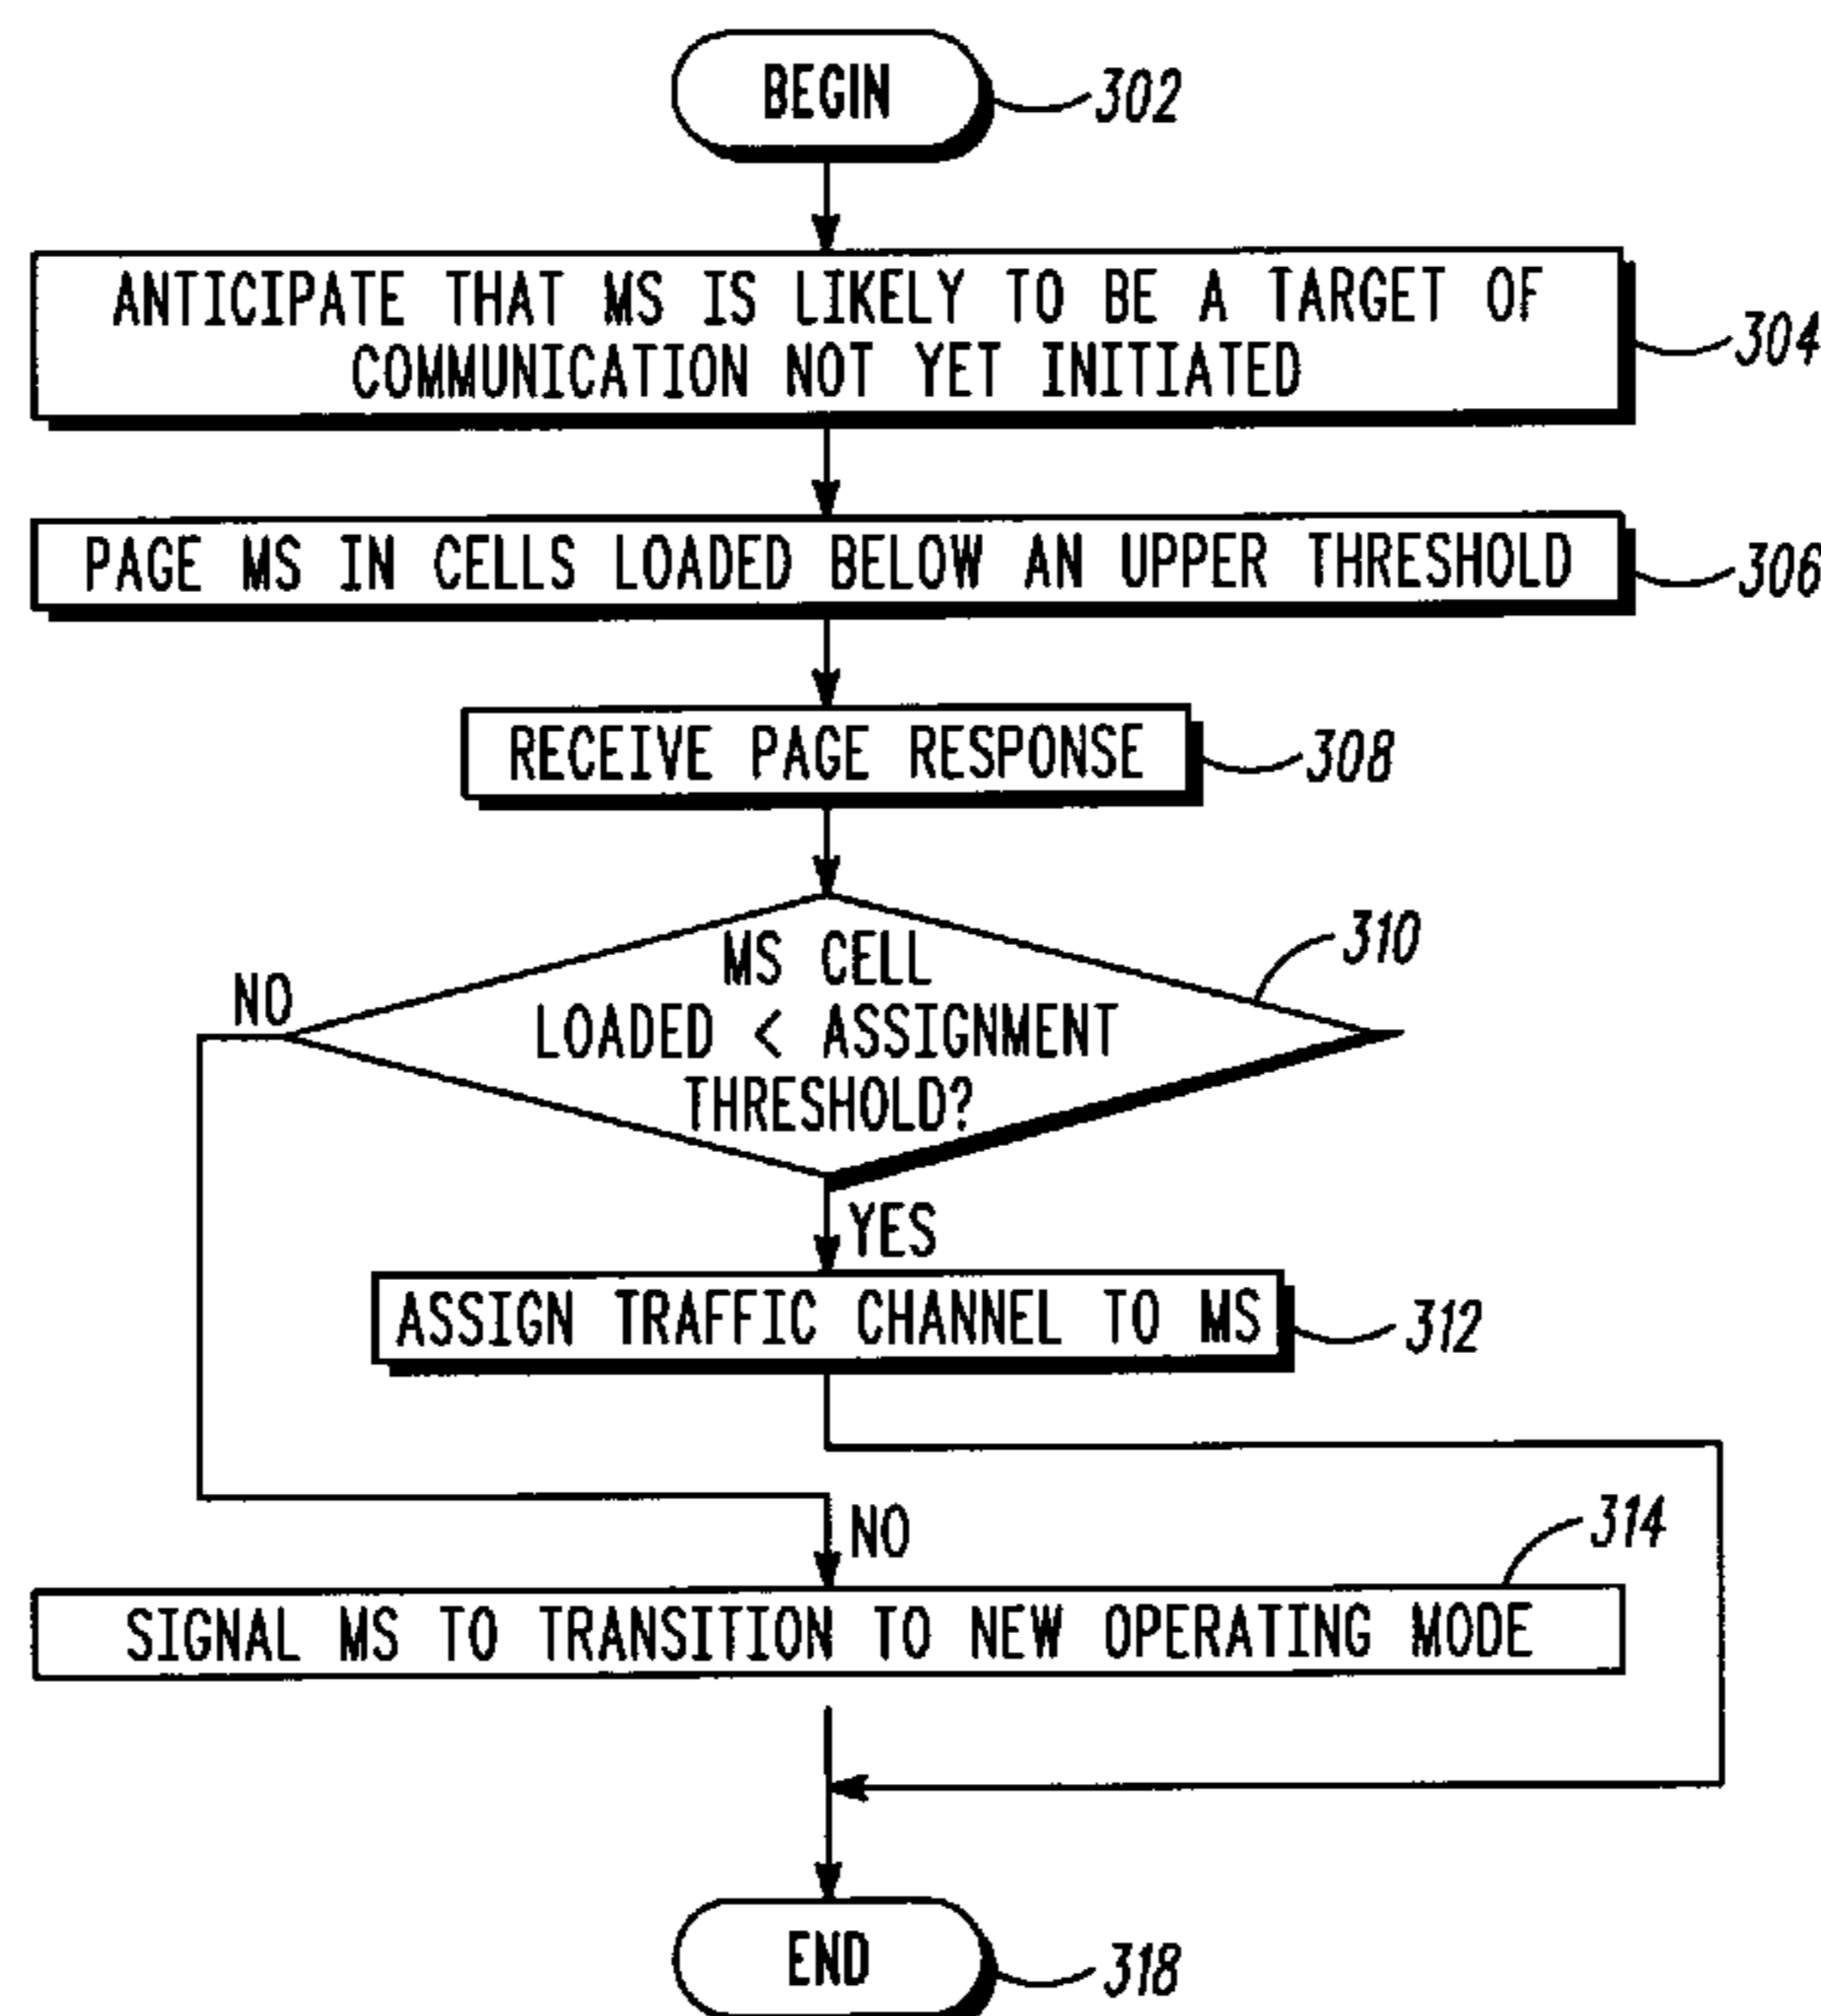 BEGIN
302
ANTICIPATE THAT MS IS LIKELY TO BE A TARGET OF
COMMUNICATION NOT YET INITIATED
304
PAGE MS IN CELLS LOADED BELOW AN UPPER THRESHOLD
306
RECEIVE PAGE RESPONSE
308
MS CELL
LOADED < ASSIGNMENT
THRESHOLD?
310
NO
YES
ASSIGN TRAFFIC CHANNEL TO MS
312
NO
314
SIGNAL MS TO TRANSITION TO NEW OPERATING MODE
END
318